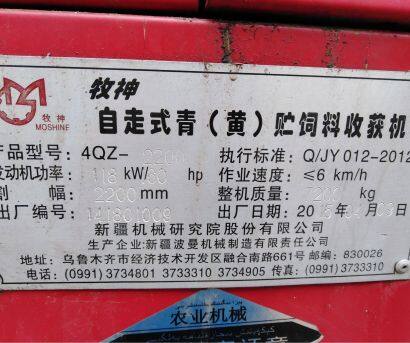 牧神
牧神
MOSHINE
自走式青（黄）贮饲料收获机
产品型号：4QZ-2200 执行标准：Q/JY 012-2012
发动机功率：118 kW/ hp 作业速度：≤6 km/h
割 幅：2200 mm 整机质量： kg
出厂编号： 出厂日期：20
新疆机械研究院股份有限公司
生产企业:新疆波曼机械制造有限责任公司
地址：乌鲁木齐市经济技术开发区融合南路661号 邮编：830026
电话：（0991）3734801 3733310 3734905 传真：（0991）3733310
农业机械